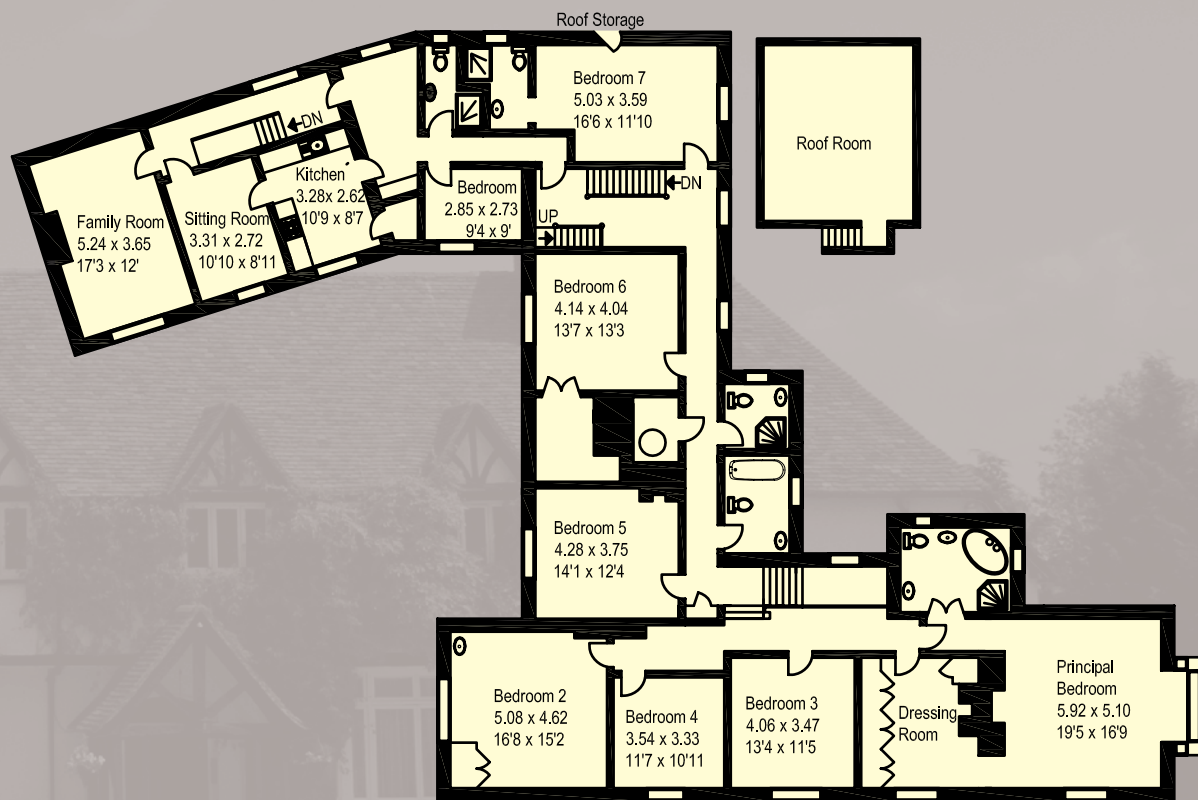 Roof Storage
Bedroom 7
5.03 x 3.59
16'6 x 11'10
Roof Room
DN
Kitchen
3.28x 2.62
10'9 x 8'7
Family Room
5.24 x 3.65
17'3 x 12'
Sitting Room
3.31 x 2.72
10'10 x 8'11
Bedroom
2.85 x 2.73
9'4 x 9'
DN
UP
Bedroom 6
4.14 x 4.04
13'7 x 13'3
Bedroom 5
4.28 x 3.75
14'1 x 12'4
Bedroom 2
5.08 x 4.62
16'8 x 15'2
Bedroom 4
3.54 x 3.33
11'7 x 10'11
Bedroom 3
4.06 x 3.47
13'4 x 11'5
Dressing
Room
Principal
Bedroom
5.92 x 5.10
19'5 x 16'9